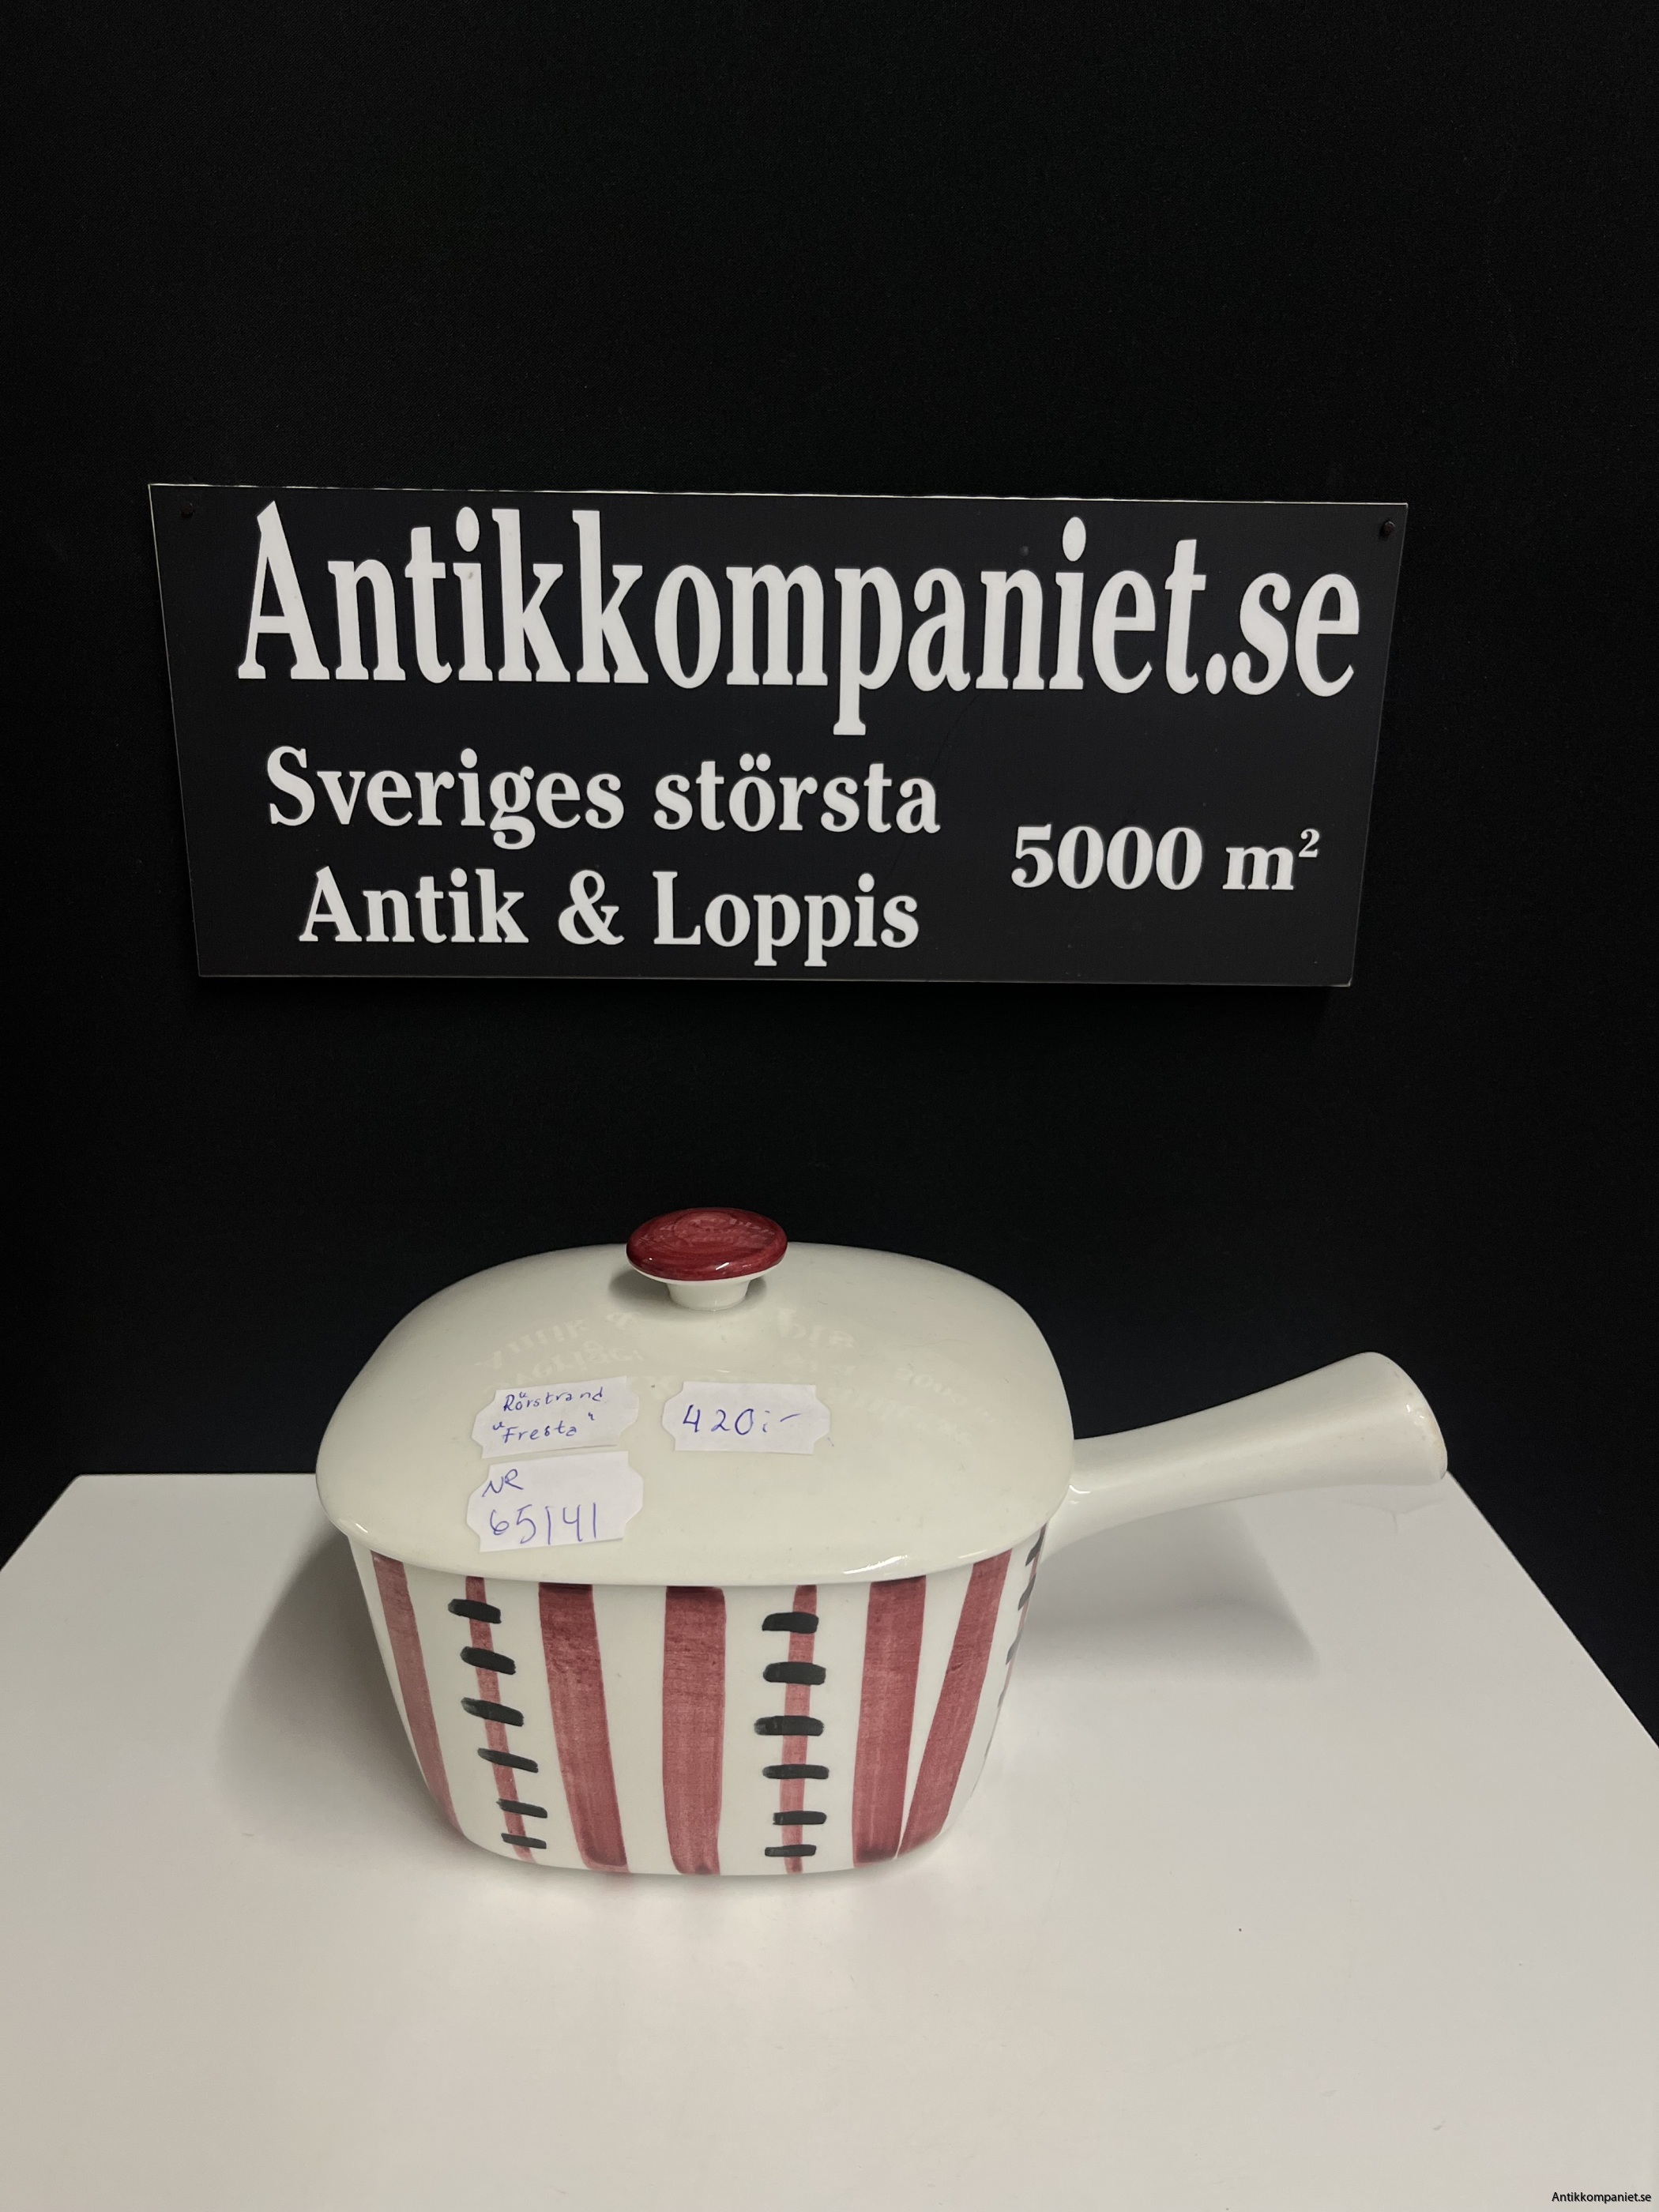 Antikkompaniet.se
Sveriges största
Antik & Loppis
5000 m²
Rörstrand
"Fresta"
420:-
NR
65141
Antikkompaniet.se